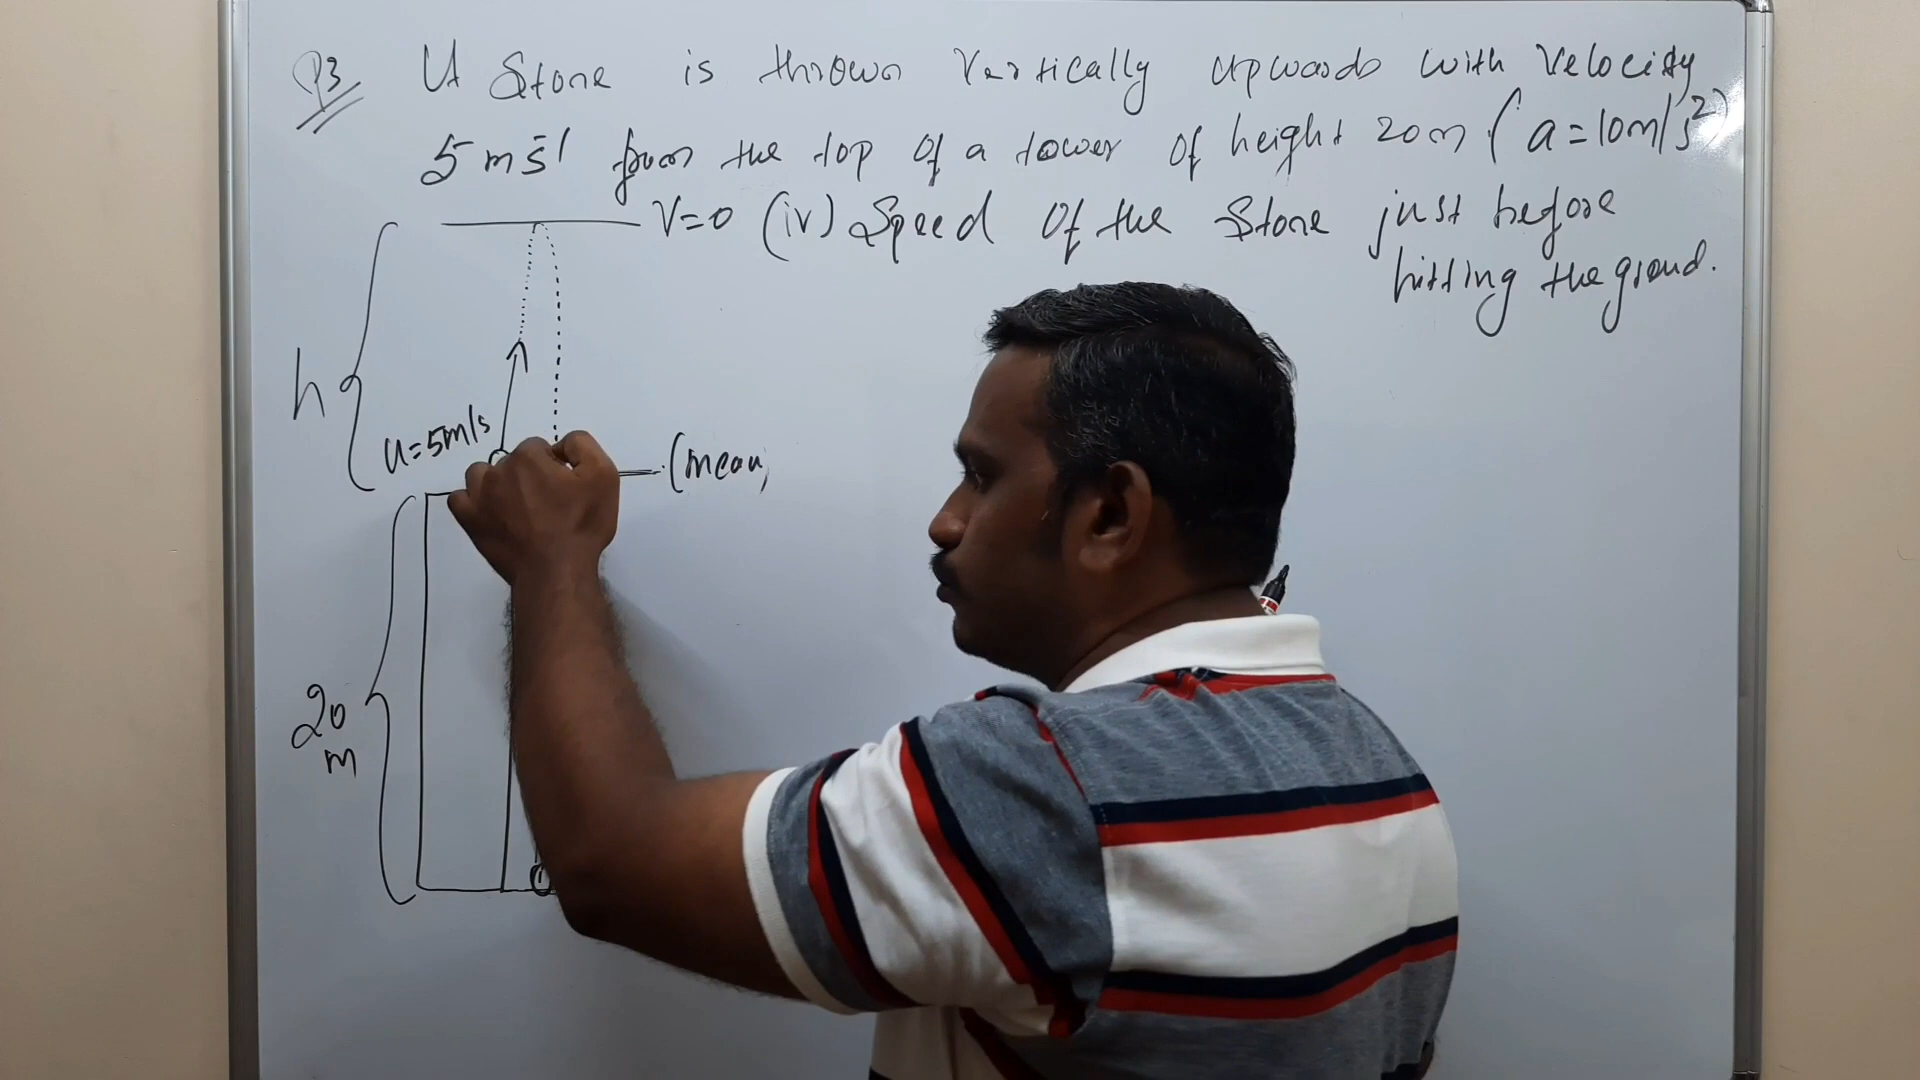 Q3 A Stone is thrown vertically upwards with velocity
5 ms-1 from the top of a tower of height 20m (a=10m/s²)
V=0 (iv) Speed of the Stone just before
hitting the ground.
h
u=5m/s
(mean
20
m